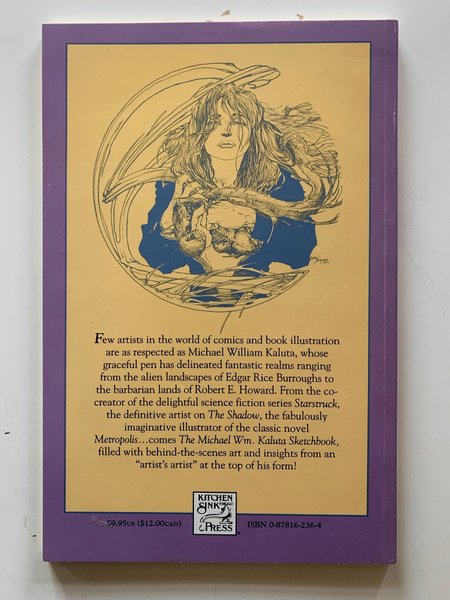 Few artists in the world of comics and book illustration
are as respected as Michael William Kaluta, whose
graceful pen has delineated fantastic realms ranging
from the alien landscapes of Edgar Rice Burroughs to
the barbarian lands of Robert E. Howard. From the co-
creator of the delightful science fiction series Starstruck,
the definitive artist on The Shadow, the fabulously
imaginative illustrator of the classic novel
Metropolis...comes The Michael Wm. Kaluta Sketchbook,
filled with behind-the-scenes art and insights from an
“artist’s artist” at the top of his form!
KITCHEN
SINK
PRESS
$9.95US ($12.00CAN)
ISBN 0-87816-236-4